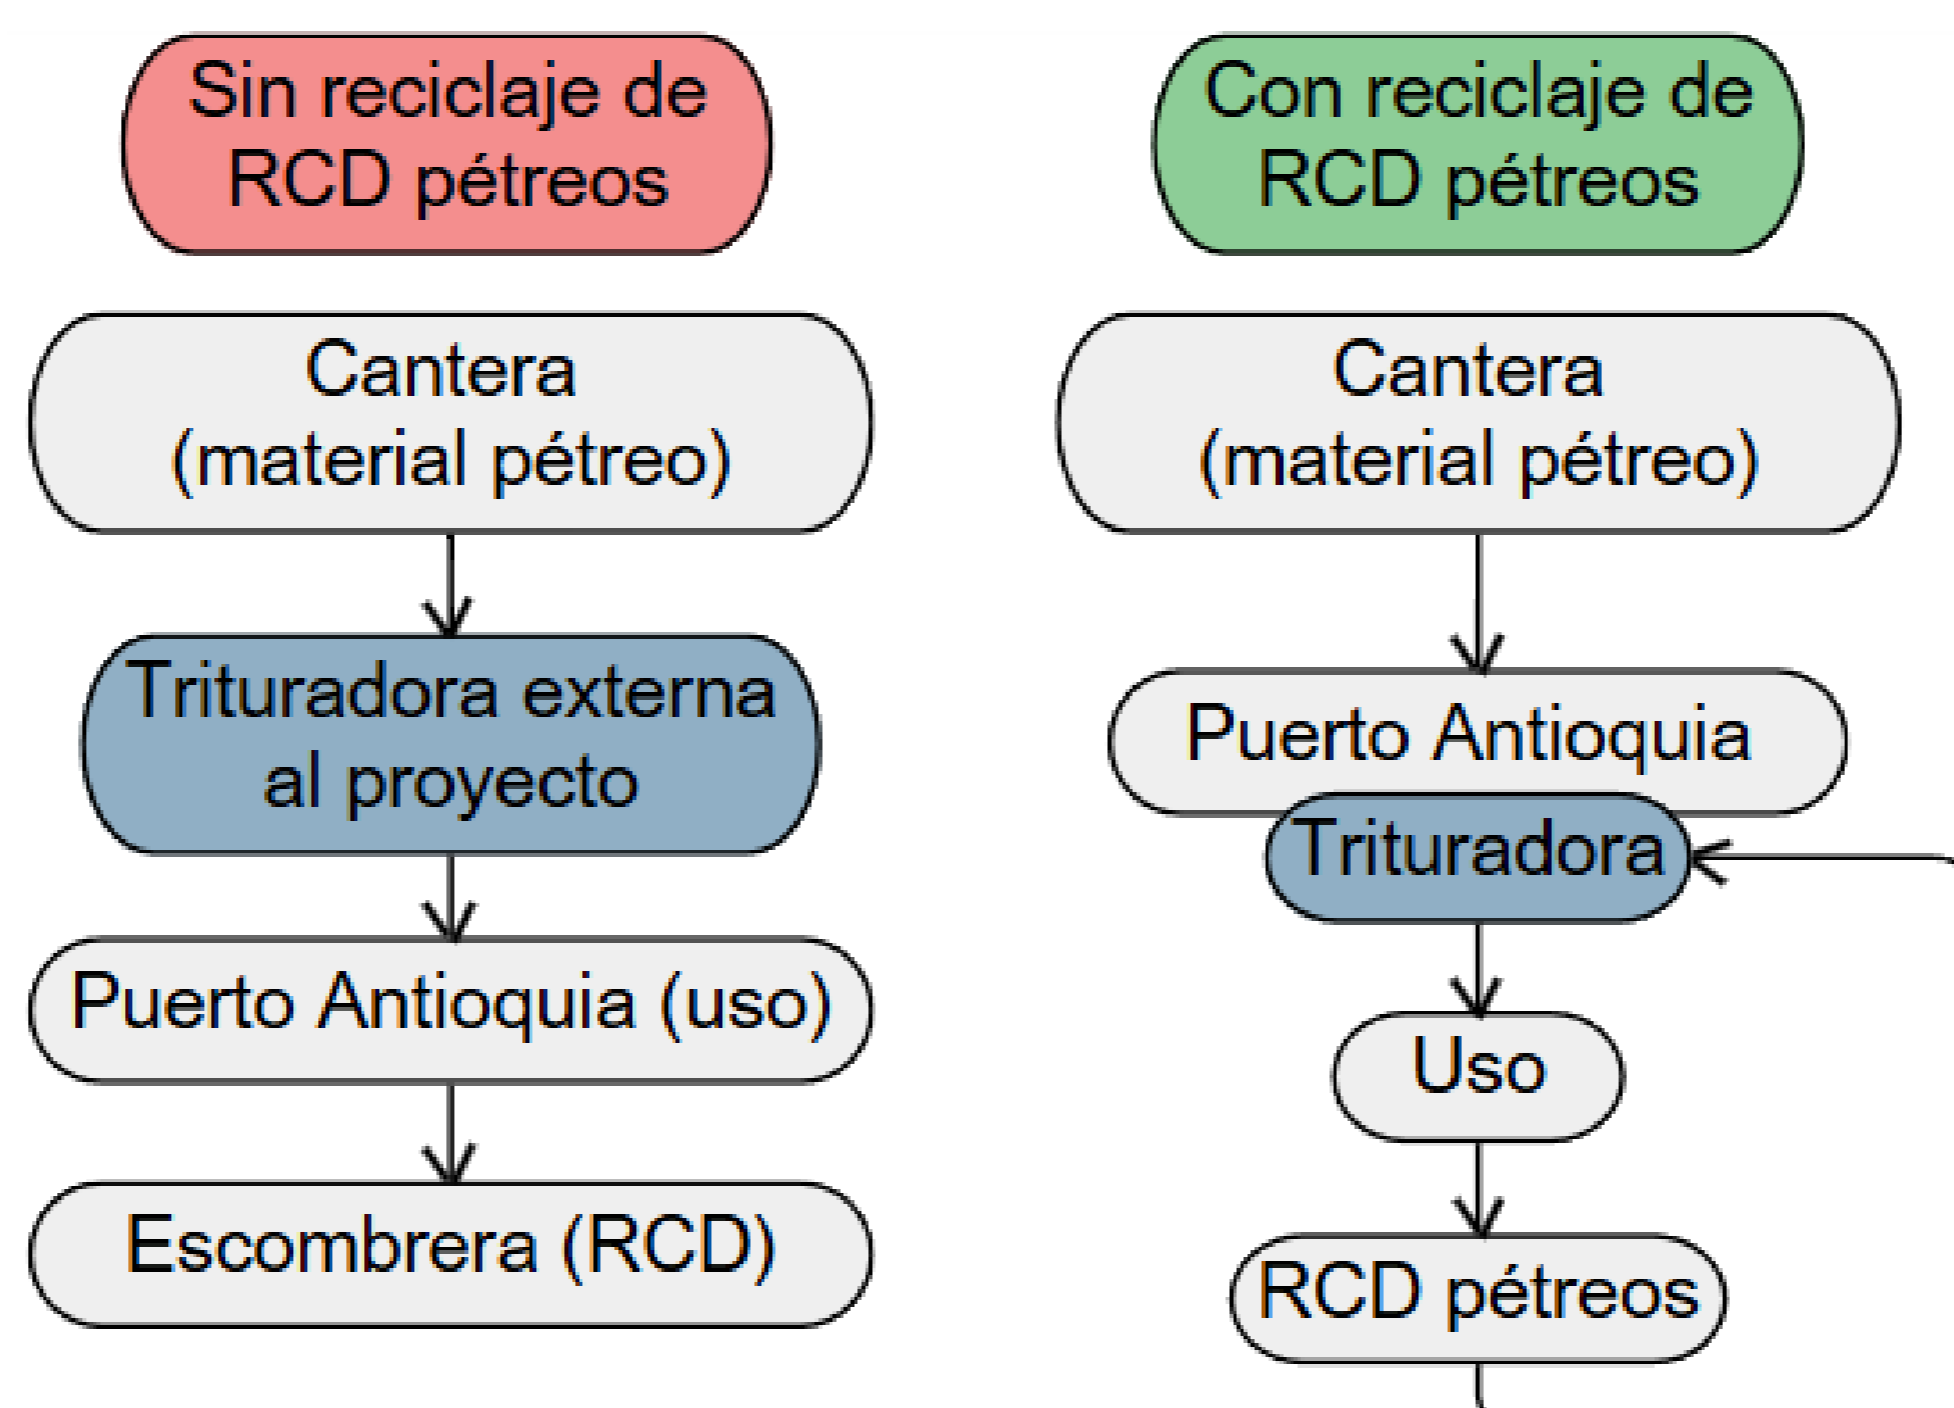 Sin reciclaje de
RCD pétreos
Cantera
(material pétreo)
Trituradora externa
al proyecto
Puerto Antioquia (uso)
Escombrera (RCD)
Con reciclaje de
RCD pétreos
Cantera
(material pétreo)
Puerto Antioquia
Trituradora
Uso
RCD pétreos